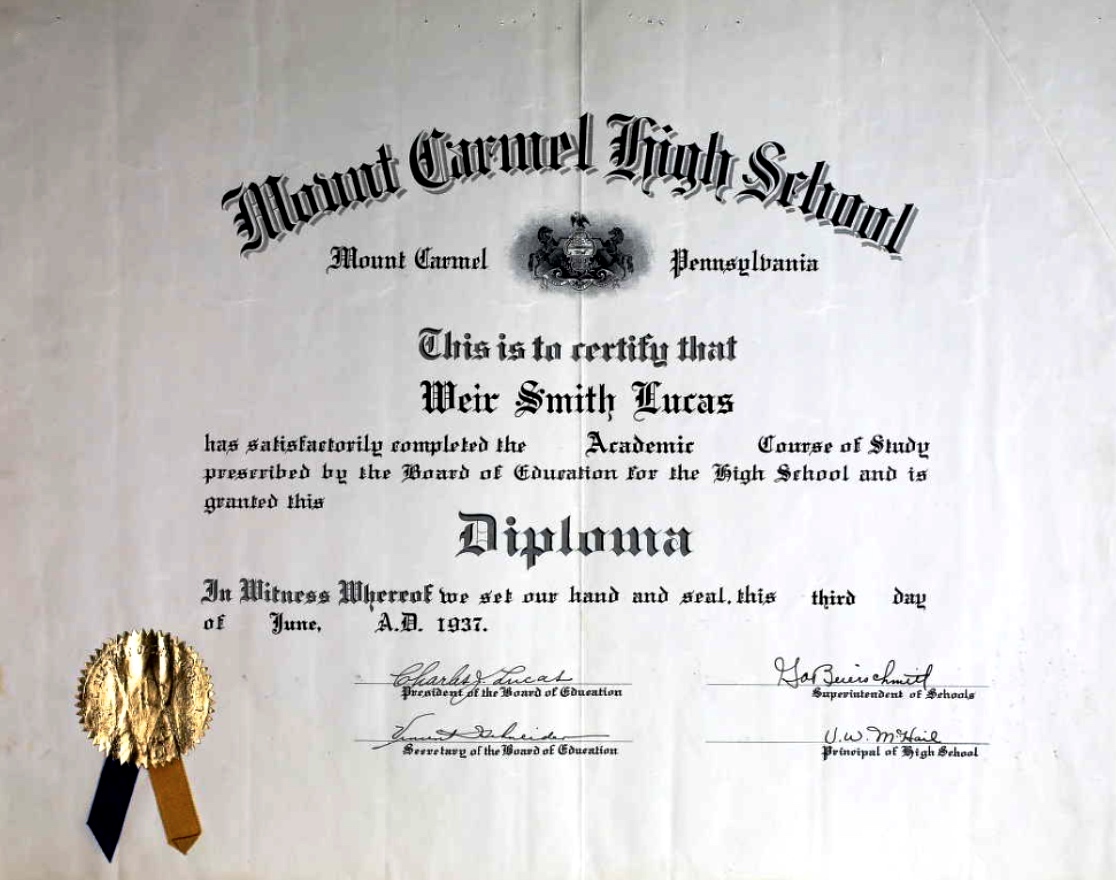 Mount Carmel High School
Mount Carmel Pennsylvania
This is to certify that
Weir Smith Lucas
has satisfactorily completed the Academic Course of Study
prescribed by the Board of Education for the High School and is
granted this
Diploma
In Witness Whereof we set our hand and seal, this third day
of June, A.D. 1937.
Charles J. Lucas
President of the Board of Education
Superintendent of Schools
Secretary of the Board of Education
J.W. McHail
Principal of High School